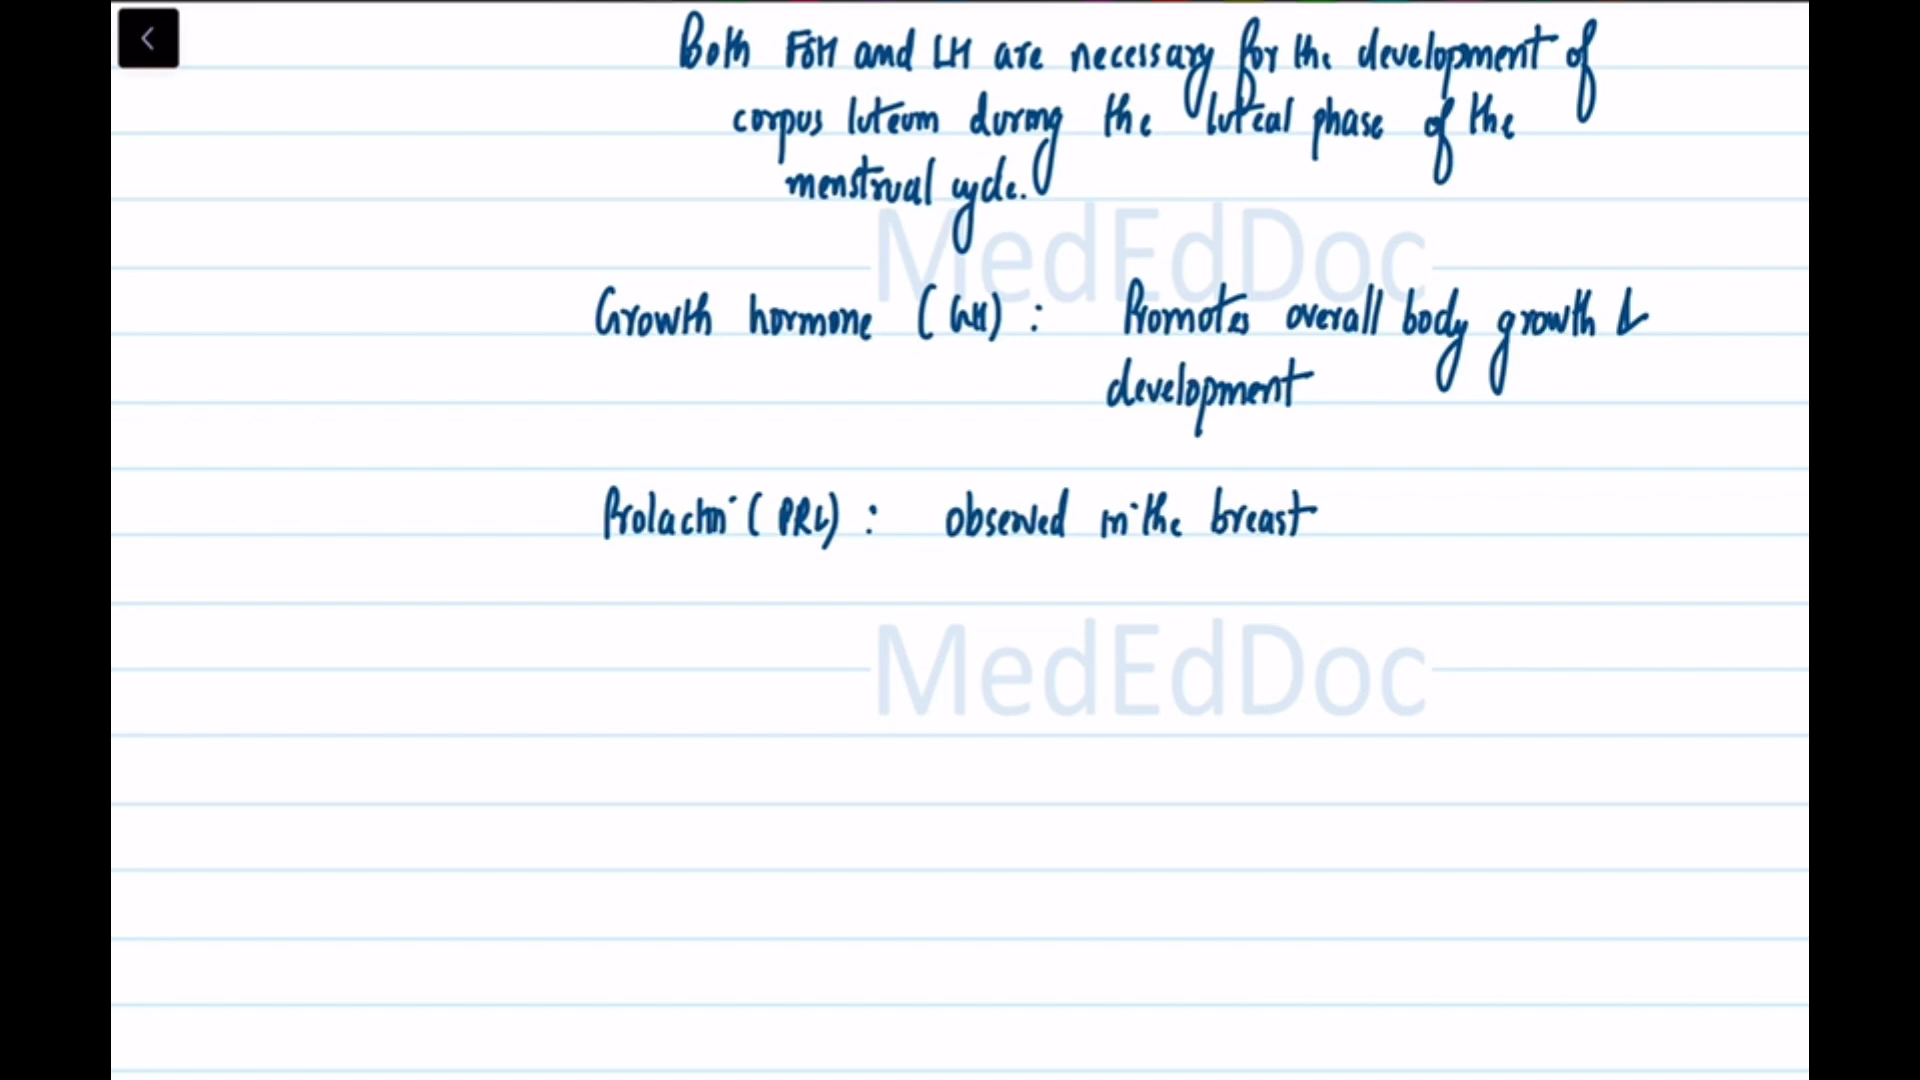 Both FSH and LH are necessary for the development of
corpus luteum during the luteal phase of the
menstrual cycle.
MedEdDoc
Growth hormone (GH) : Promotes overall body growth &
development
Prolactin (PRL) : observed in the breast
MedEdDoc